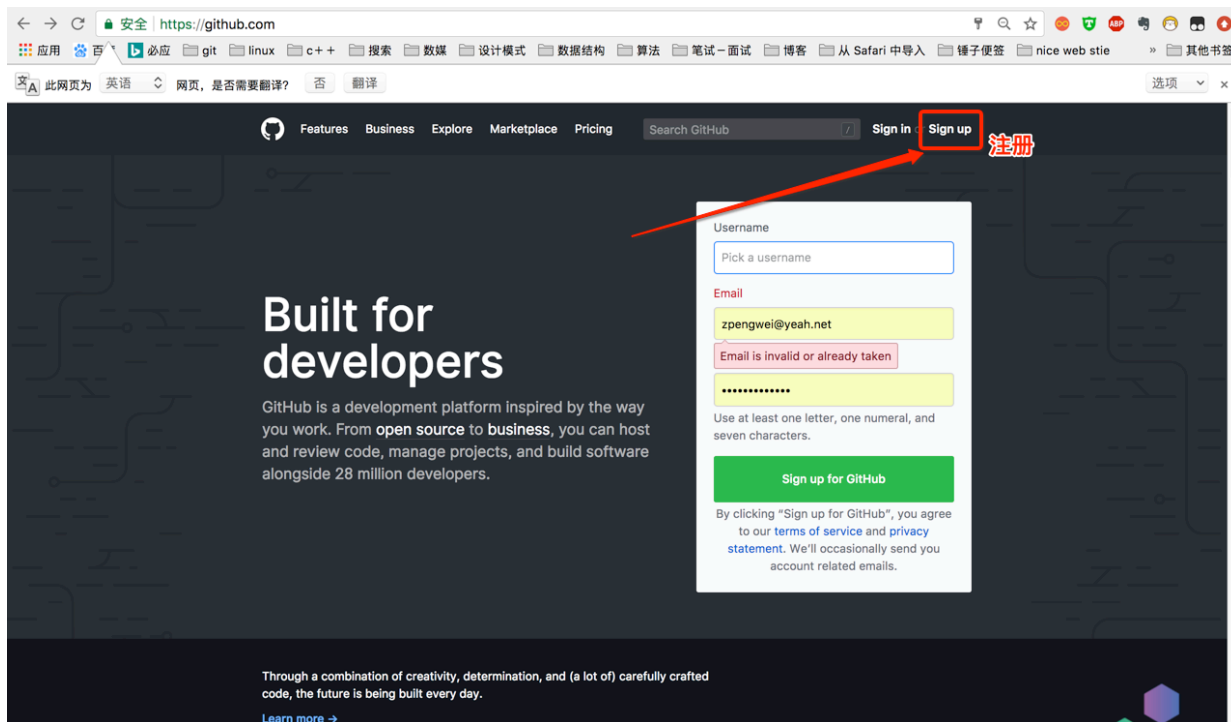 安全 https://github.com
应用 百 必应 git linux c++ 搜索 数媒 设计模式 数据结构 算法 笔试－面试 博客 从 Safari 中导入 锤子便签 nice web stie » 其他书签
此网页为 英语 网页，是否需要翻译? 否 翻译 选项
Features Business Explore Marketplace Pricing Search GitHub / Sign in or Sign up
注册
Username
Pick a username
Email
zpengwei@yeah.net
Email is invalid or already taken
•••••••••••••
Use at least one letter, one numeral, and
seven characters.
Sign up for GitHub
By clicking “Sign up for GitHub”, you agree
to our terms of service and privacy
statement. We’ll occasionally send you
account related emails.
Built for
developers
GitHub is a development platform inspired by the way
you work. From open source to business, you can host
and review code, manage projects, and build software
alongside 28 million developers.
Through a combination of creativity, determination, and (a lot of) carefully crafted
code, the future is being built every day.
Learn more →